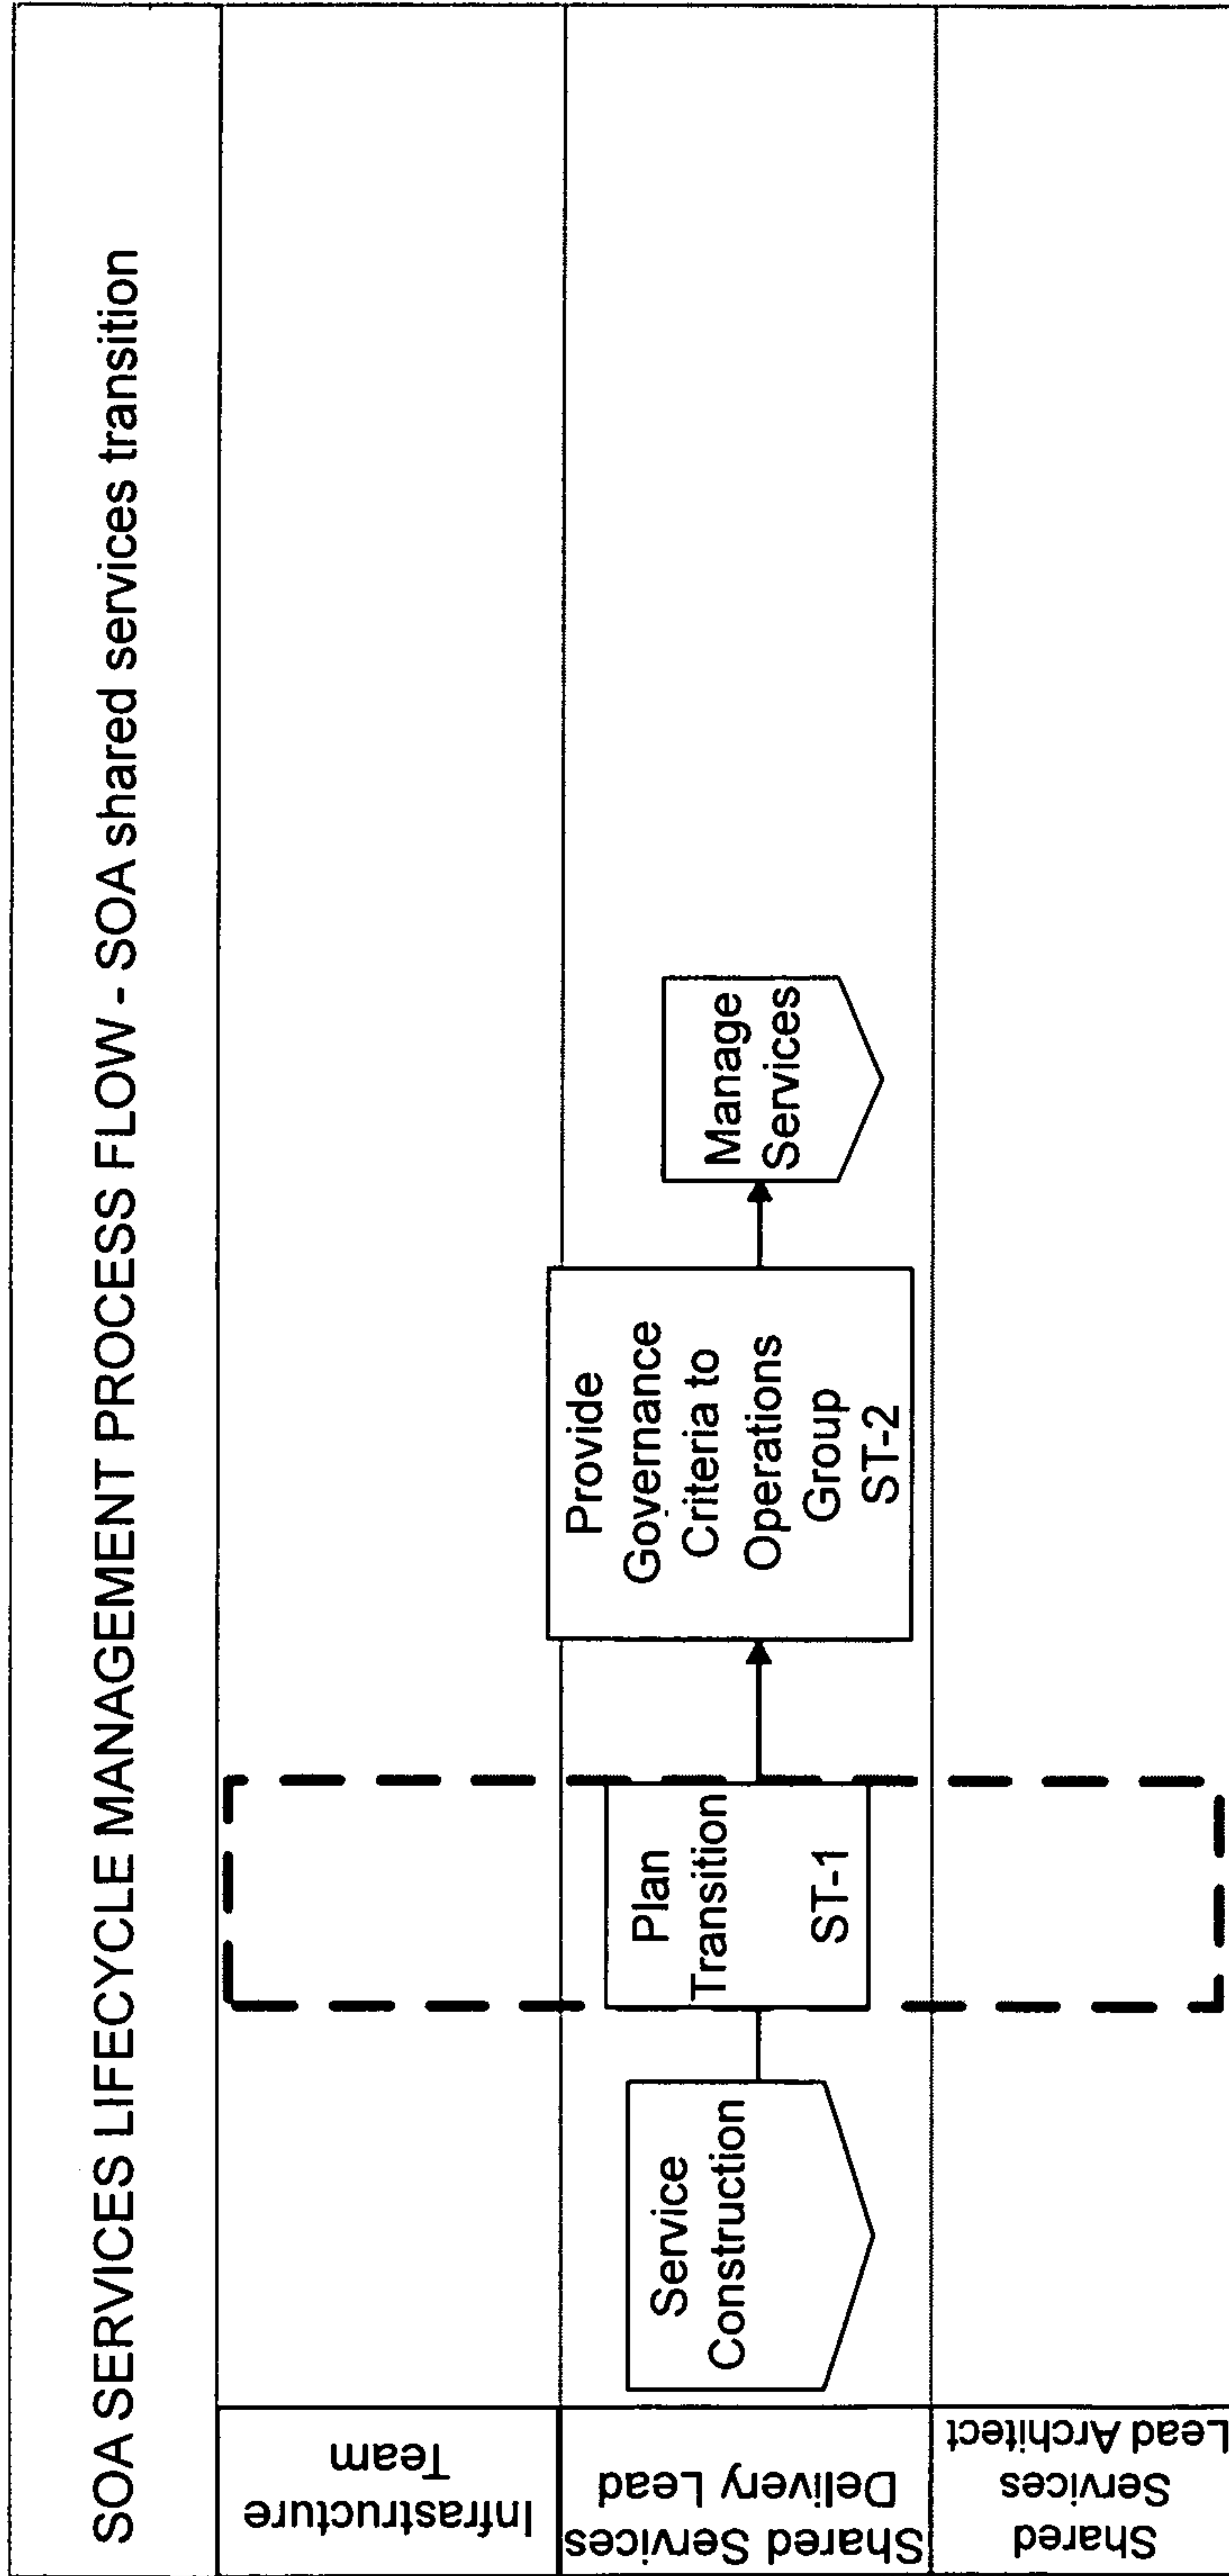 SOA SERVICES LIFECYCLE MANAGEMENT PROCESS FLOW - SOA shared services transition
Infrastructure
Team
Shared Services
Delivery Lead
Shared
Services
Lead Architect
Service
Construction
Plan
Transition
ST-1
Provide
Governance
Criteria to
Operations
Group
ST-2
Manage
Services